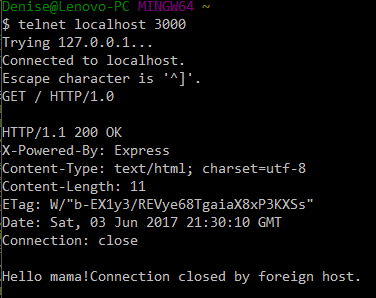 Denise@Lenovo-PC MINGW64 ~
$ telnet localhost 3000
Trying 127.0.0.1...
Connected to localhost.
Escape character is '^]'.
GET / HTTP/1.0
HTTP/1.1 200 OK
X-Powered-By: Express
Content-Type: text/html; charset=utf-8
Content-Length: 11
ETag: W/"b-EX1y3/REVye68TgaiaX8xP3KXSs"
Date: Sat, 03 Jun 2017 21:30:10 GMT
Connection: close
Hello mama!Connection closed by foreign host.